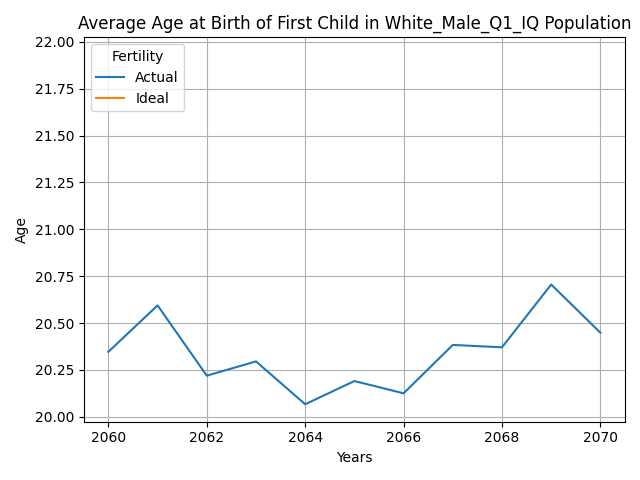 Average Age at Birth of First Child in White_Male_Q1_IQ Population
22.00
21.75
21.50
21.25
21.00
20.75
20.50
20.25
20.00
Age
Fertility
Actual
Ideal
2060
2062
2064
2066
2068
2070
Years